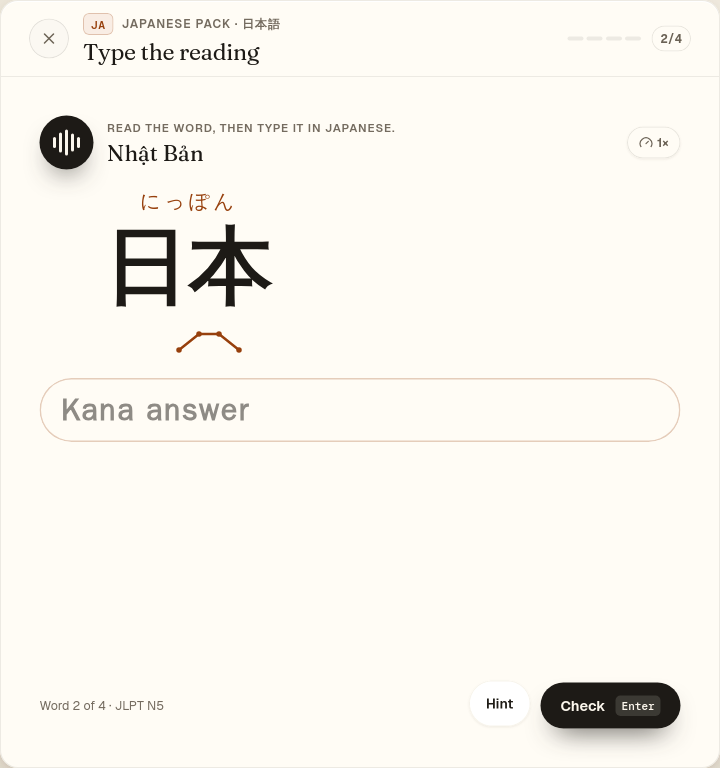 JA JAPANESE PACK · 日本語
Type the reading
2/4
READ THE WORD, THEN TYPE IT IN JAPANESE.
Nhật Bản
1×
にっぽん
日本
Kana answer
Word 2 of 4 · JLPT N5
Hint
Check Enter